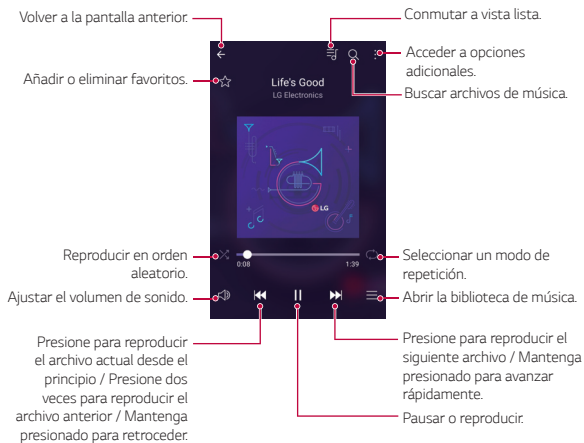 Volver a la pantalla anterior.
Conmutar a vista lista.
Acceder a opciones
adicionales.
Añadir o eliminar favoritos.
Buscar archivos de música.
Life's Good
LG Electronics
LG
Reproducir en orden
aleatorio.
0:08
1:39
Seleccionar un modo de
repetición.
Ajustar el volumen de sonido.
Abrir la biblioteca de música.
Presione para reproducir
el archivo actual desde el
principio / Presione dos
veces para reproducir el
archivo anterior / Mantenga
presionado para retroceder.
Presione para reproducir el
siguiente archivo / Mantenga
presionado para avanzar
rápidamente.
Pausar o reproducir.